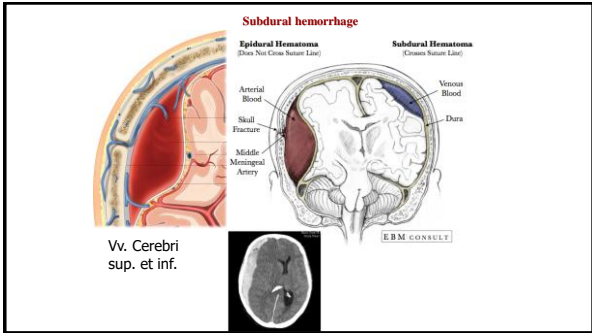 Subdural hemorrhage
Epidural Hematoma
(Does Not Cross Suture Line)
Subdural Hematoma
(Crosses Suture Line)
Arterial
Blood
Skull
Fracture
Middle
Meningeal
Artery
Venous
Blood
Dura
EBM CONSULT
Vv. Cerebri
sup. et inf.